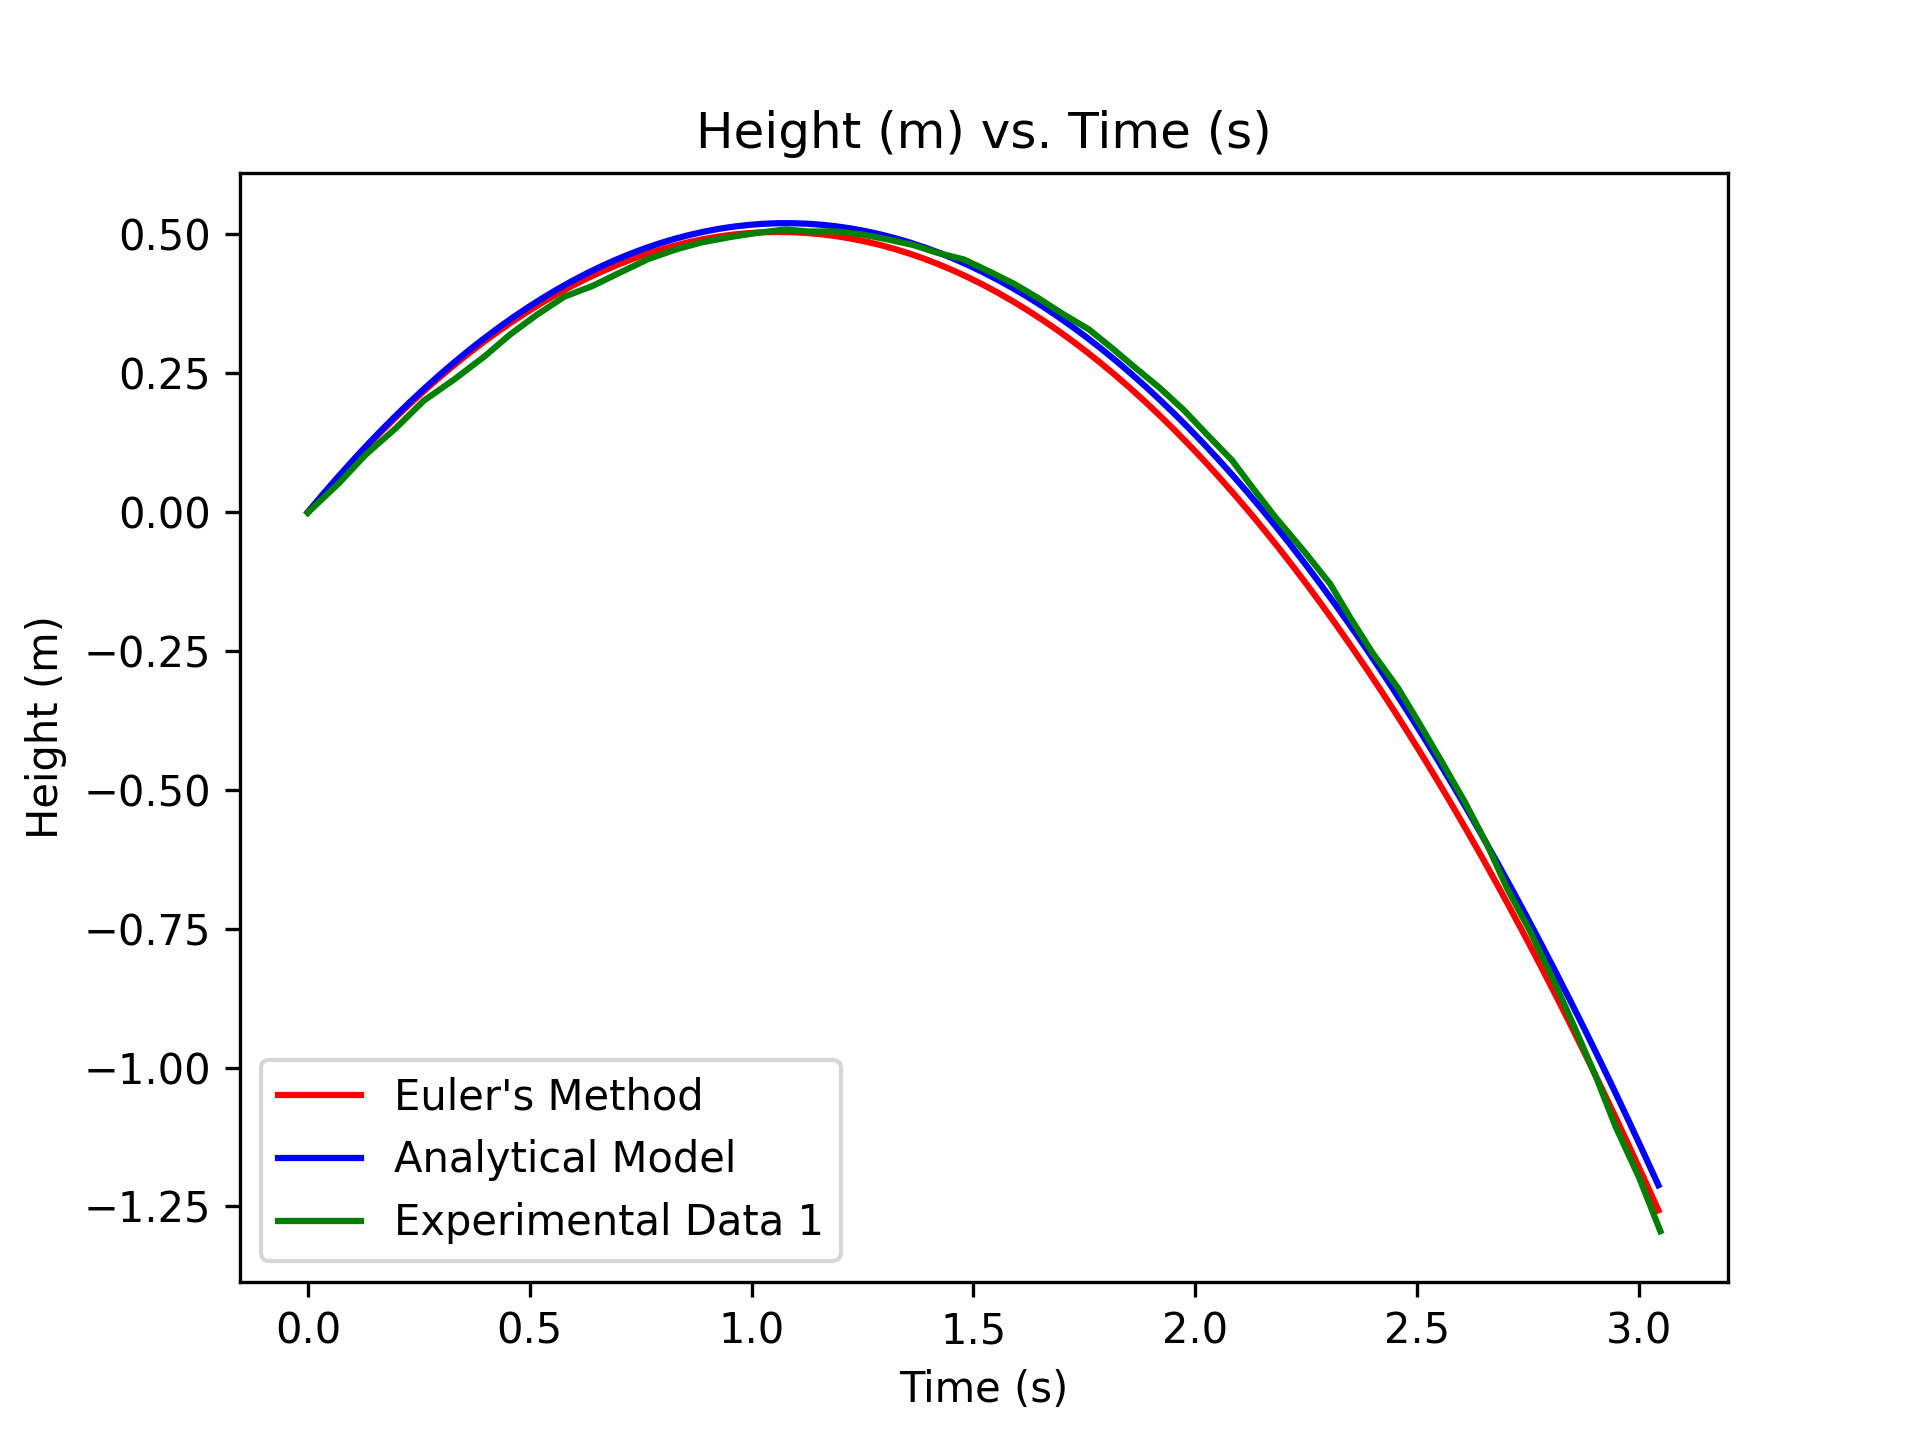 Height (m) vs. Time (s)
Height (m)
0.50
0.25
0.00
−0.25
−0.50
−0.75
−1.00
−1.25
Euler's Method
Analytical Model
Experimental Data 1
0.0 0.5 1.0 1.5 2.0 2.5 3.0
Time (s)